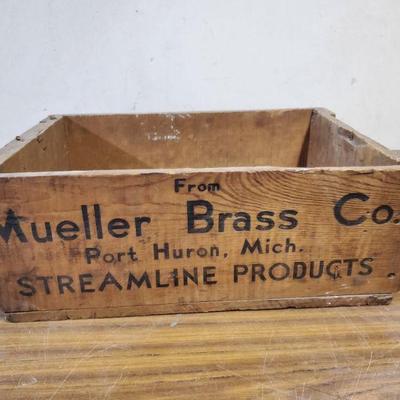 From
Mueller Brass Co.
Port Huron, Mich.
STREAMLINE PRODUCTS